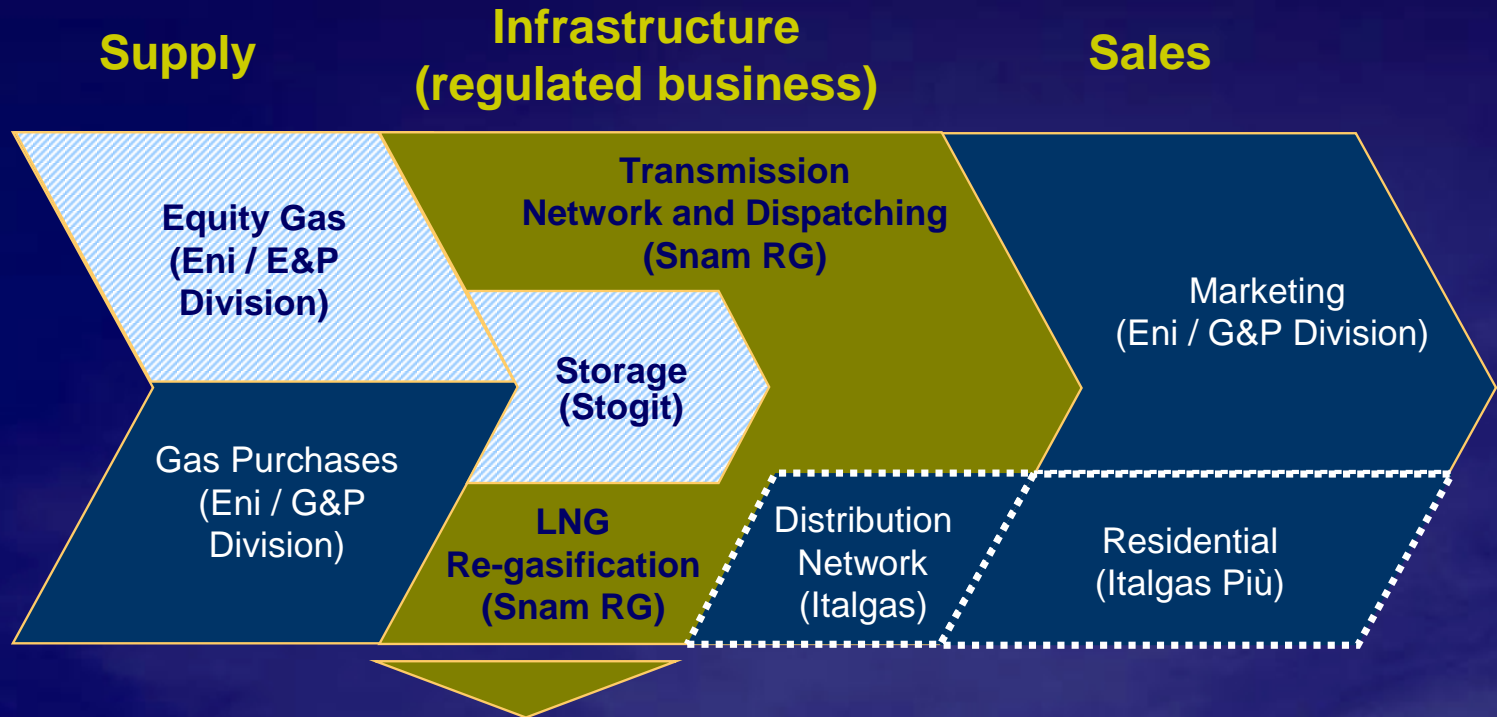 Supply
Infrastructure
(regulated business)
Sales
Equity Gas
(Eni / E&P
Division)
Gas Purchases
(Eni / G&P
Division)
Transmission
Network and Dispatching
(Snam RG)
Storage
(Stogit)
LNG
Re-gasification
(Snam RG)
Distribution
Network
(Italgas)
Marketing
(Eni / G&P Division)
Residential
(Italgas Più)